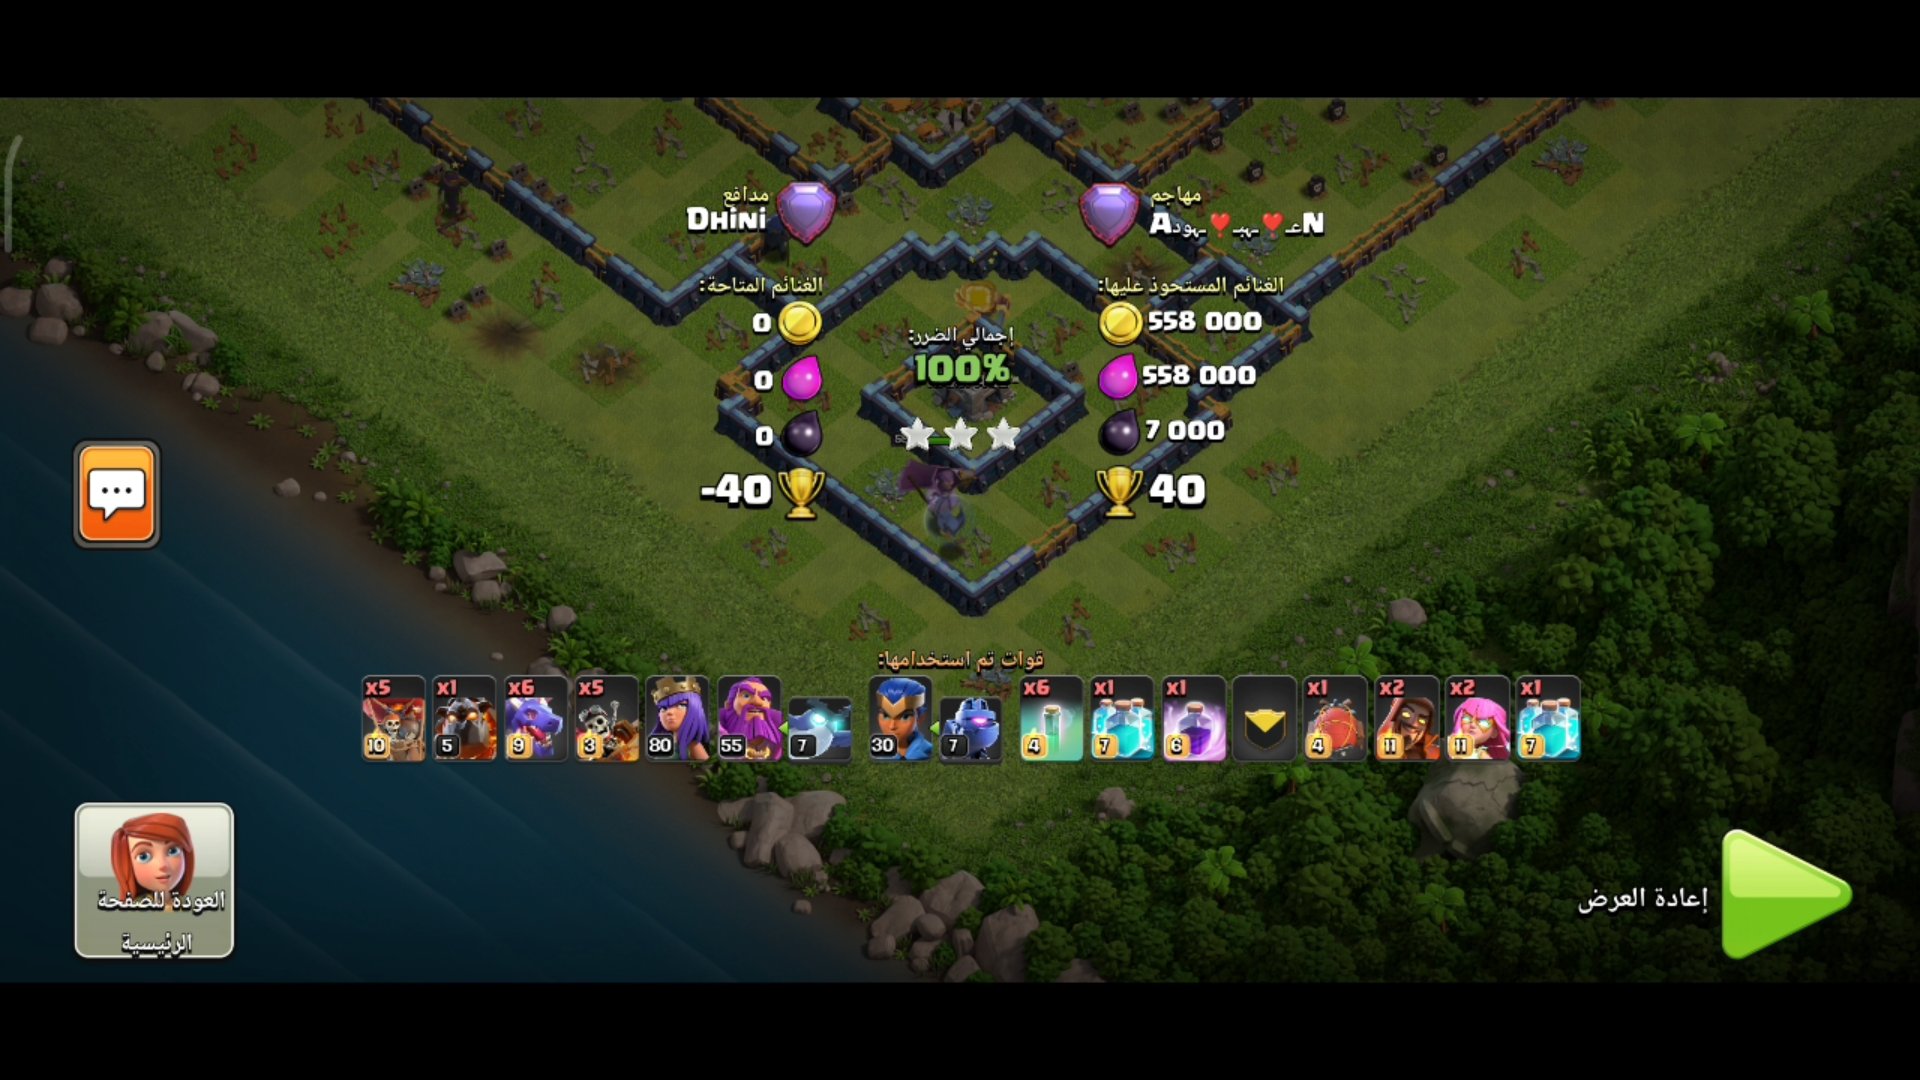 مدافع
Dhini
مهاجم
Aعـ❤️ـهبـ❤️ـهودN
الغنائم المتاحة:
0
0
0
-40
إجمالي الضرر:
100%
الغنائم المستحوذ عليها:
558 000
558 000
7 000
40
قوات تم استخدامها:
x5 x1 x6 x5 x6 x1 x1 x1 x2 x2 x1
10 5 9 3 80 55 7 30 7 4 7 6 4 11 11 7
العودة للصفحة
الرئيسية
إعادة العرض